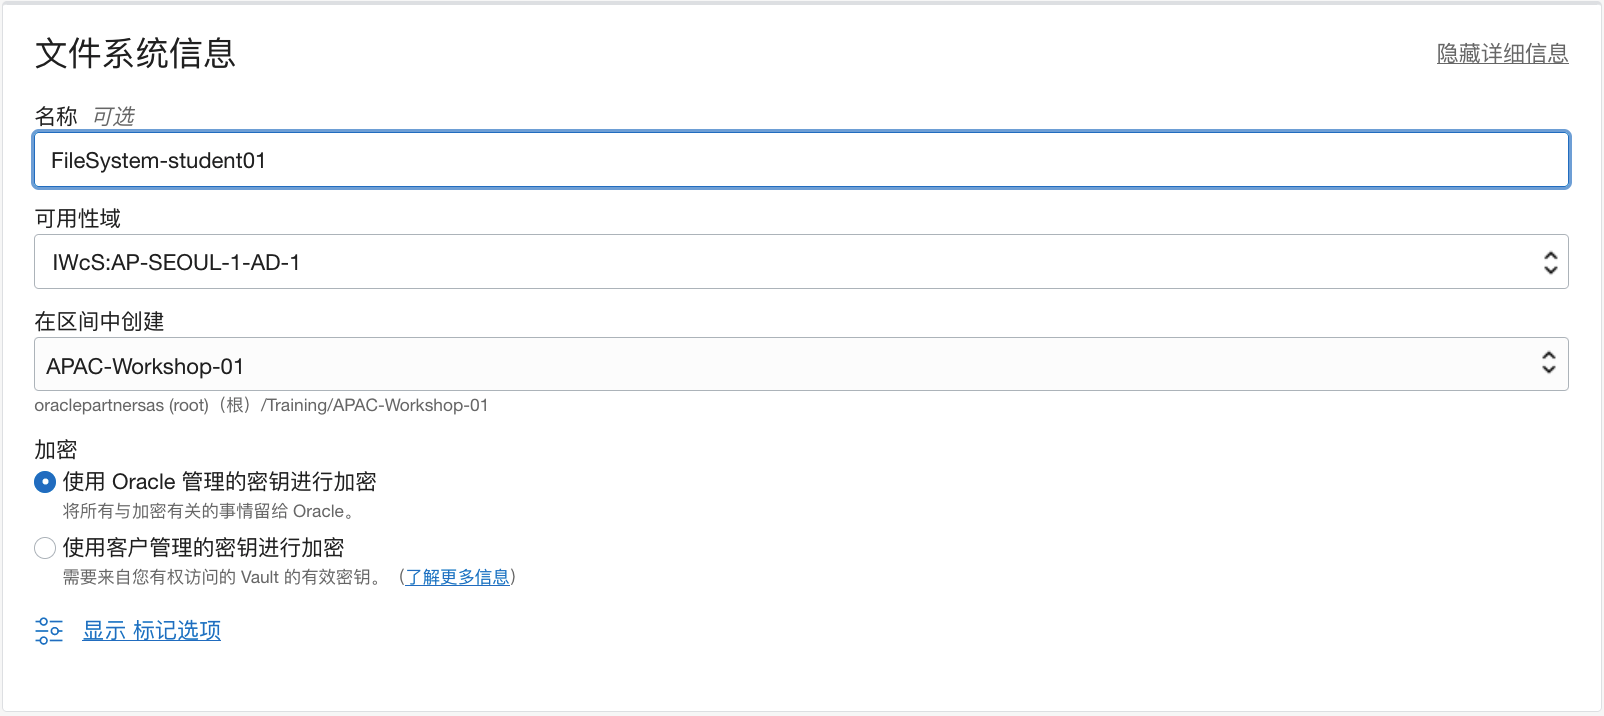 文件系统信息
隐藏详细信息
名称 可选
FileSystem-student01
可用性域
IWcS:AP-SEOUL-1-AD-1
在区间中创建
APAC-Workshop-01
oraclepartnersas (root)（根）/Training/APAC-Workshop-01
加密
使用 Oracle 管理的密钥进行加密
将所有与加密有关的事情留给 Oracle。
使用客户管理的密钥进行加密
需要来自您有权访问的 Vault 的有效密钥。（了解更多信息）
显示 标记选项